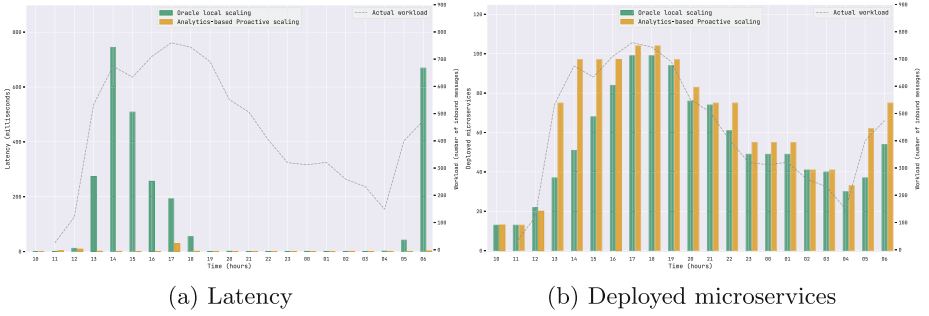 Oracle local scaling
Analytics-based Proactive scaling
Actual workload
Latency (milliseconds)
800
600
400
200
0
900
800
700
600
500
400
300
200
100
0
Workload (number of inbound messages)
10 11 12 13 14 15 16 17 18 19 20 21 22 23 00 01 02 03 04 05 06
Time (hours)
(a) Latency
Oracle local scaling
Analytics-based Proactive scaling
Actual workload
Deployed microservices
120
100
80
60
40
20
0
900
800
700
600
500
400
300
200
100
0
Workload (number of inbound messages)
10 11 12 13 14 15 16 17 18 19 20 21 22 23 00 01 02 03 04 05 06
Time (hours)
(b) Deployed microservices